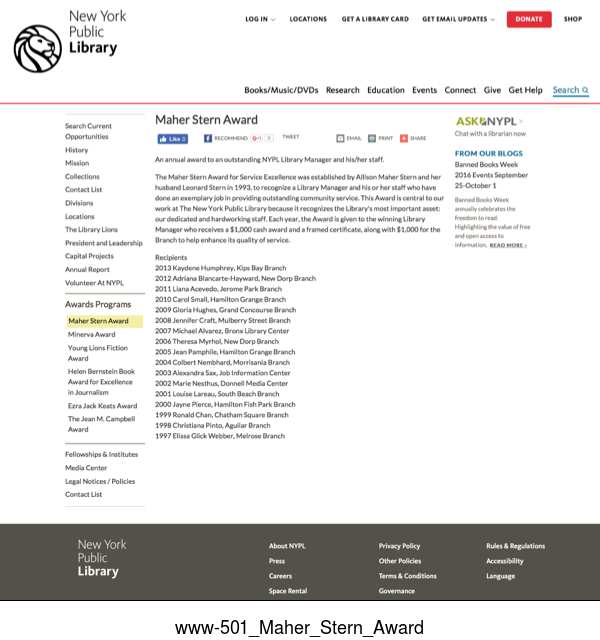 New York
Public
Library
LOG IN
LOCATIONS
GET A LIBRARY CARD
GET EMAIL UPDATES
DONATE
SHOP
Books/Music/DVDs
Research
Education
Events
Connect
Give
Get Help
Search
Search Current
Opportunities
History
Mission
Collections
Contact List
Divisions
Locations
The Library Lions
President and Leadership
Capital Projects
Annual Report
Volunteer At NYPL
Awards Programs
Maher Stern Award
Minerva Award
Young Lions Fiction
Award
Helen Bernstein Book
Award for Excellence
in Journalism
Ezra Jack Keats Award
The Jean M. Campbell
Award
Fellowships & Institutes
Media Center
Legal Notices / Policies
Contact List
Maher Stern Award
Like 0
RECOMMEND
G+1 0
TWEET
EMAIL
PRINT
SHARE
An annual award to an outstanding NYPL Library Manager and his/her staff.
The Maher Stern Award for Service Excellence was established by Allison Maher Stern and her
husband Leonard Stern in 1993, to recognize a Library Manager and his or her staff who have
done an exemplary job in providing outstanding community service. This Award is central to our
work at The New York Public Library because it recognizes the Library's most important asset:
our dedicated and hardworking staff. Each year, the Award is given to the winning Library
Manager who receives a $1,000 cash award and a framed certificate, along with $1,000 for the
Branch to help enhance its quality of service.
Recipients
2013 Kaydene Humphrey, Kips Bay Branch
2012 Adriana Blancarte-Hayward, New Dorp Branch
2011 Liana Acevedo, Jerome Park Branch
2010 Carol Small, Hamilton Grange Branch
2009 Gloria Hughes, Grand Concourse Branch
2008 Jennifer Craft, Mulberry Street Branch
2007 Michael Alvarez, Bronx Library Center
2006 Theresa Myrhol, New Dorp Branch
2005 Jean Pamphile, Hamilton Grange Branch
2004 Colbert Nembhard, Morrisania Branch
2003 Alexandra Sax, Job Information Center
2002 Marie Nesthus, Donnell Media Center
2001 Louise Lareau, South Beach Branch
2000 Jayne Pierce, Hamilton Fish Park Branch
1999 Ronald Chan, Chatham Square Branch
1998 Christiana Pinto, Aguilar Branch
1997 Elissa Glick Webber, Melrose Branch
ASK NYPL >
Chat with a librarian now
FROM OUR BLOGS
Banned Books Week
2016 Events September
25-October 1
Banned Books Week
annually celebrates the
freedom to read.
Highlighting the value of free
and open access to
information, READ MORE ›
New York
Public
Library
About NYPL
Press
Careers
Space Rental
Privacy Policy
Other Policies
Terms & Conditions
Governance
Rules & Regulations
Accessibility
Language
www-501_Maher_Stern_Award